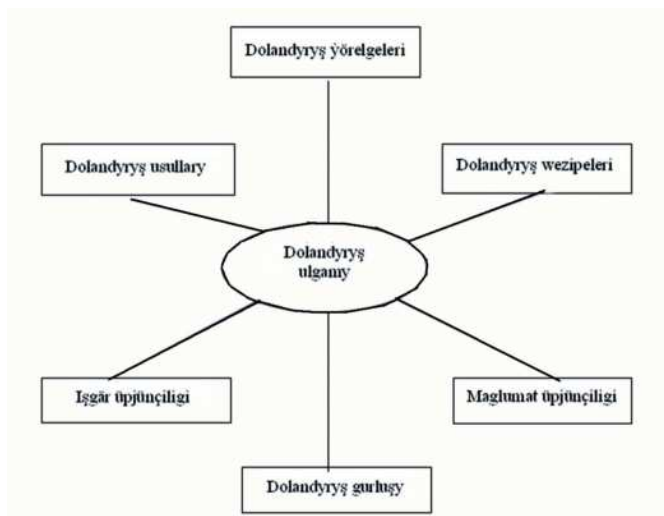 Dolandyryş ýörelgeleri
Dolandyryş usullary
Dolandyryş wezipeleri
Dolandyryş
ulgamy
Işgär üpjünçiligi
Maglumat üpjünçiligi
Dolandyryş gurluşy